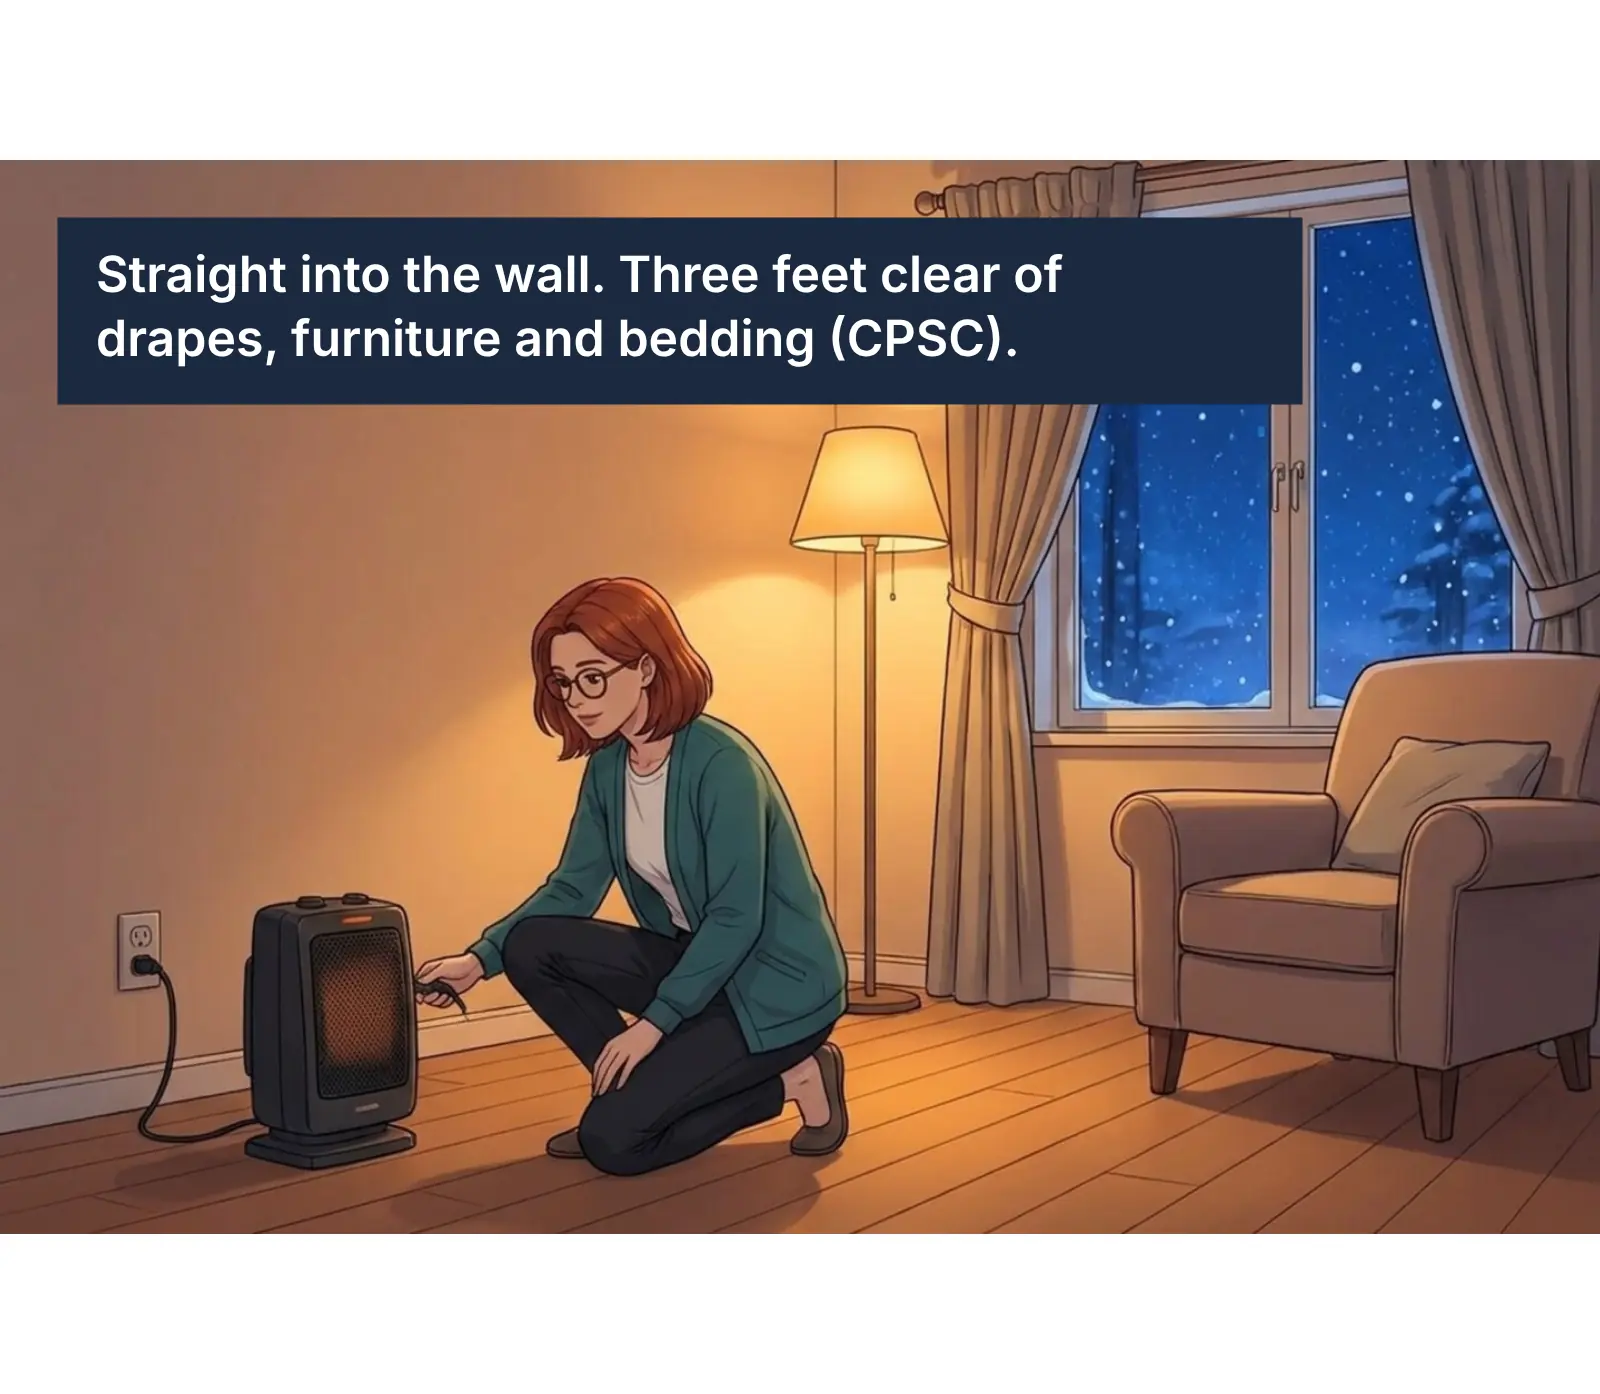 Straight into the wall. Three feet clear of
drapes, furniture and bedding (CPSC).